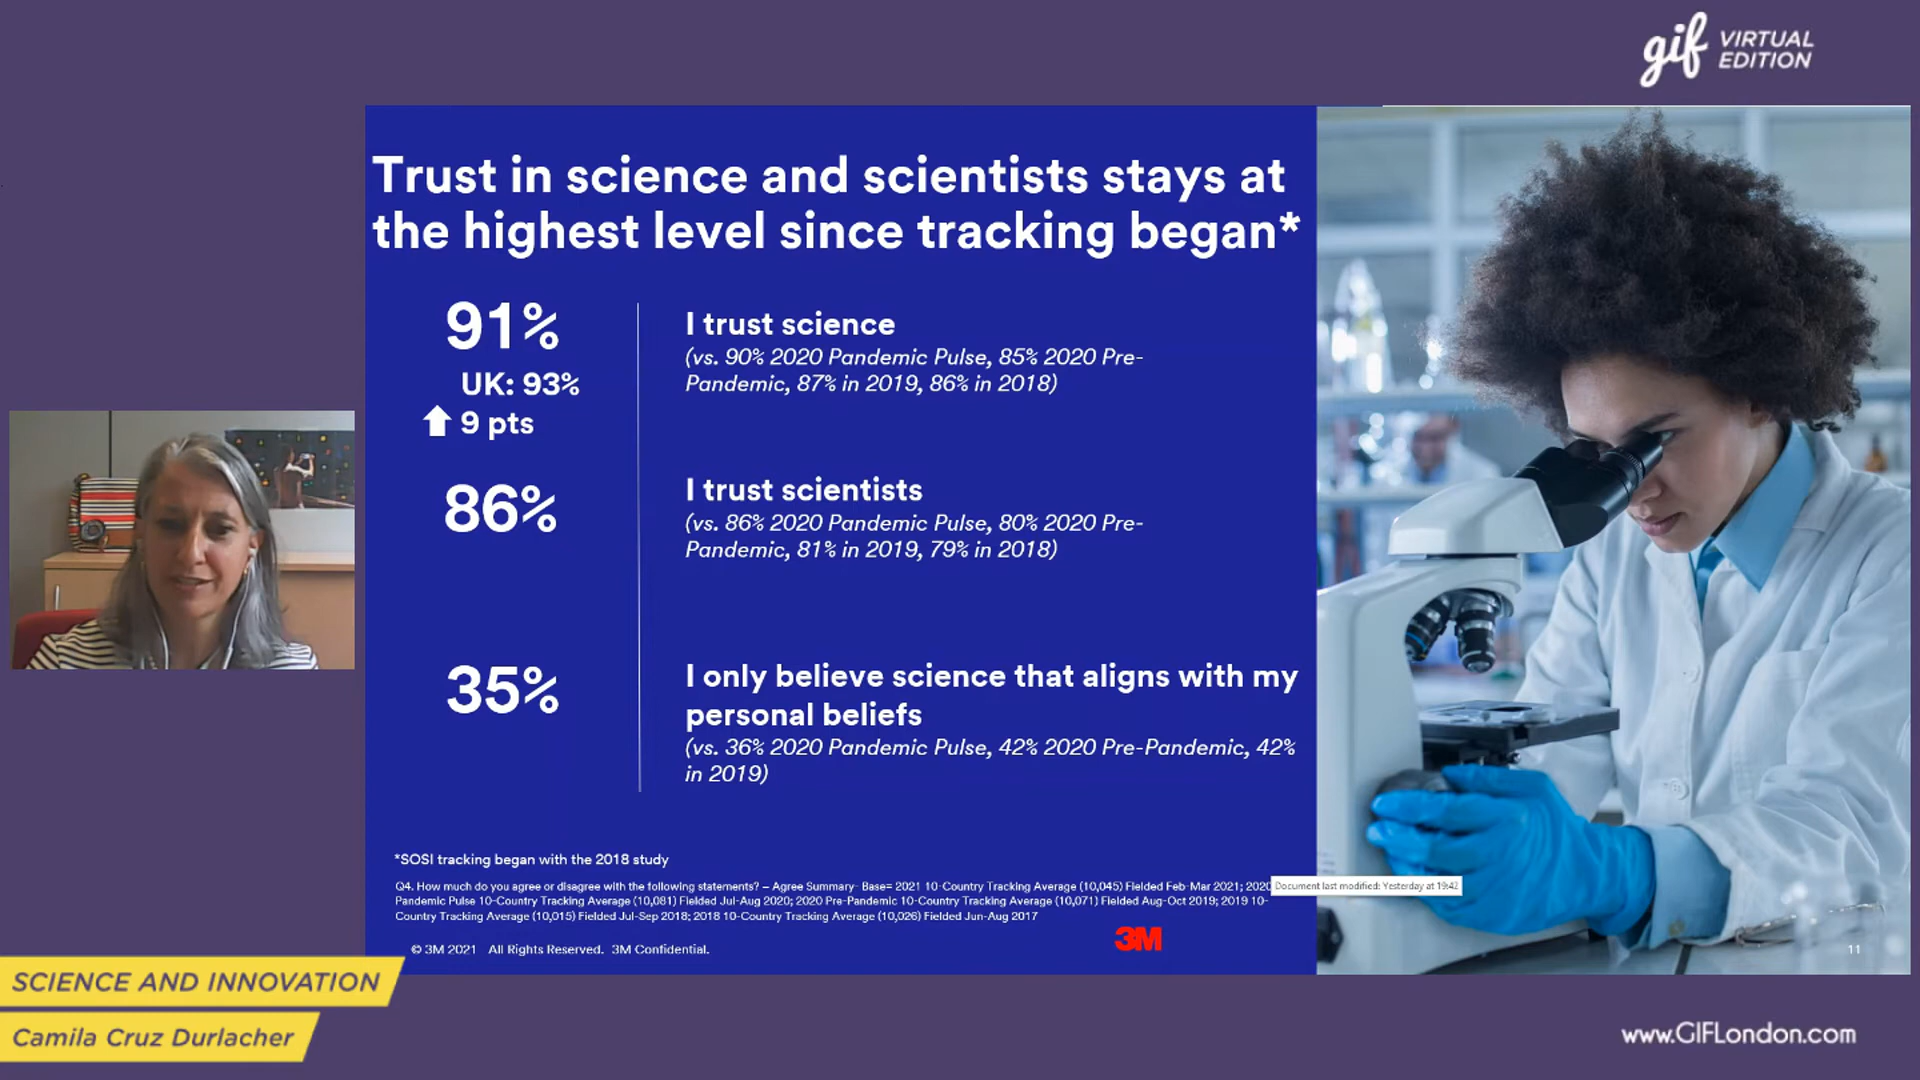 gif VIRTUAL
EDITION
Trust in science and scientists stays at
the highest level since tracking began*
91%
UK: 93%
9 pts
I trust science
(vs. 90% 2020 Pandemic Pulse, 85% 2020 Pre-
Pandemic, 87% in 2019, 86% in 2018)
86%
I trust scientists
(vs. 86% 2020 Pandemic Pulse, 80% 2020 Pre-
Pandemic, 81% in 2019, 79% in 2018)
35%
I only believe science that aligns with my
personal beliefs
(vs. 36% 2020 Pandemic Pulse, 42% 2020 Pre-Pandemic, 42%
in 2019)
*SOSI tracking began with the 2018 study
Q4. How much do you agree or disagree with the following statements? – Agree Summary- Base= 2021 10-Country Tracking Average (10,045) Fielded Feb-Mar 2021; 2020
Pandemic Pulse 10-Country Tracking Average (10,081) Fielded Jul-Aug 2020; 2020 Pre-Pandemic 10-Country Tracking Average (10,071) Fielded Aug-Oct 2019; 2019 10-
Country Tracking Average (10,015) Fielded Jul-Sep 2018; 2018 10-Country Tracking Average (10,026) Fielded Jun-Aug 2017
Document last modified: Yesterday at 19:42
© 3M 2021 All Rights Reserved. 3M Confidential.
3M
11
SCIENCE AND INNOVATION
Camila Cruz Durlacher
www.GIFLondon.com